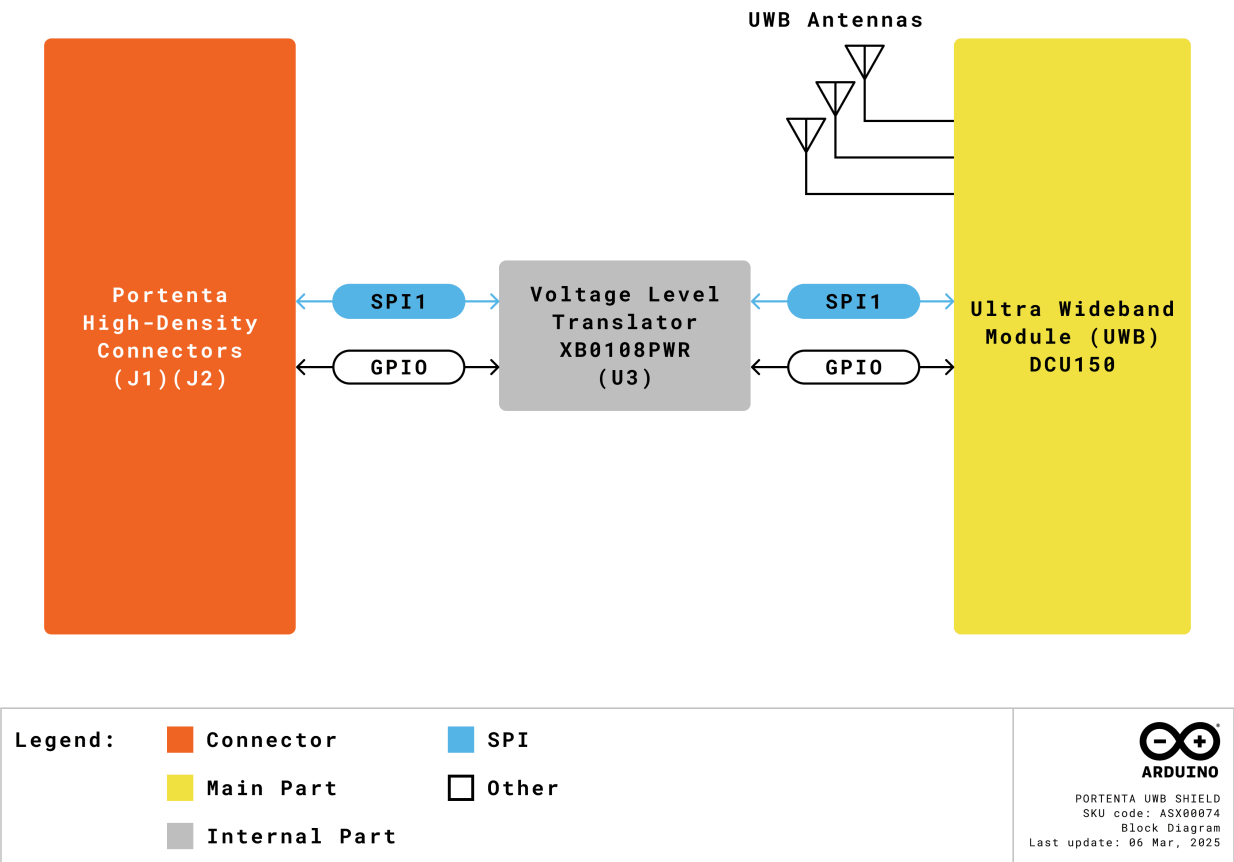 UWB Antennas
Portenta
High-Density
Connectors
(J1)(J2)
SPI1
GPIO
Voltage Level
Translator
XB0108PWR
(U3)
SPI1
GPIO
Ultra Wideband
Module (UWB)
DCU150
Legend:
Connector
Main Part
Internal Part
SPI
Other
ARDUINO
PORTENTA UWB SHIELD
SKU code: ASX00074
Block Diagram
Last update: 06 Mar, 2025